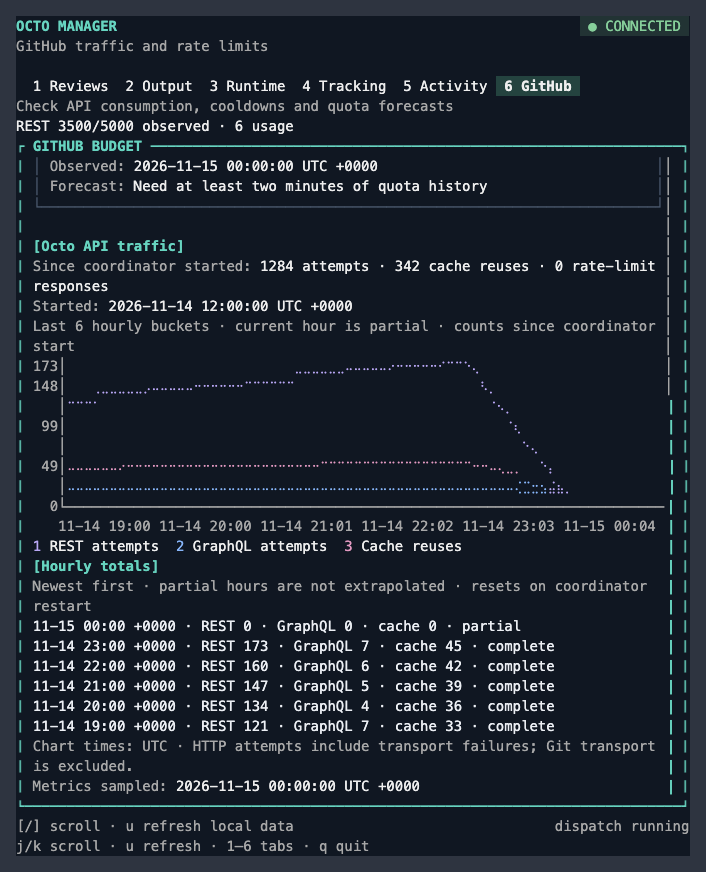 OCTO MANAGER ● CONNECTED
GitHub traffic and rate limits
1 Reviews 2 Output 3 Runtime 4 Tracking 5 Activity 6 GitHub
Check API consumption, cooldowns and quota forecasts
REST 3500/5000 observed · 6 usage
GITHUB BUDGET
Observed: 2026-11-15 00:00:00 UTC +0000
Forecast: Need at least two minutes of quota history
[Octo API traffic]
Since coordinator started: 1284 attempts · 342 cache reuses · 0 rate-limit
responses
Started: 2026-11-14 12:00:00 UTC +0000
Last 6 hourly buckets · current hour is partial · counts since coordinator
start
173
148
99
49
0
11-14 19:00 11-14 20:00 11-14 21:01 11-14 22:02 11-14 23:03 11-15 00:04
1 REST attempts 2 GraphQL attempts 3 Cache reuses
[Hourly totals]
Newest first · partial hours are not extrapolated · resets on coordinator
restart
11-15 00:00 +0000 · REST 0 · GraphQL 0 · cache 0 · partial
11-14 23:00 +0000 · REST 173 · GraphQL 7 · cache 45 · complete
11-14 22:00 +0000 · REST 160 · GraphQL 6 · cache 42 · complete
11-14 21:00 +0000 · REST 147 · GraphQL 5 · cache 39 · complete
11-14 20:00 +0000 · REST 134 · GraphQL 4 · cache 36 · complete
11-14 19:00 +0000 · REST 121 · GraphQL 7 · cache 33 · complete
Chart times: UTC · HTTP attempts include transport failures; Git transport
is excluded.
Metrics sampled: 2026-11-15 00:00:00 UTC +0000
[/] scroll · u refresh local data dispatch running
j/k scroll · u refresh · 1–6 tabs · q quit